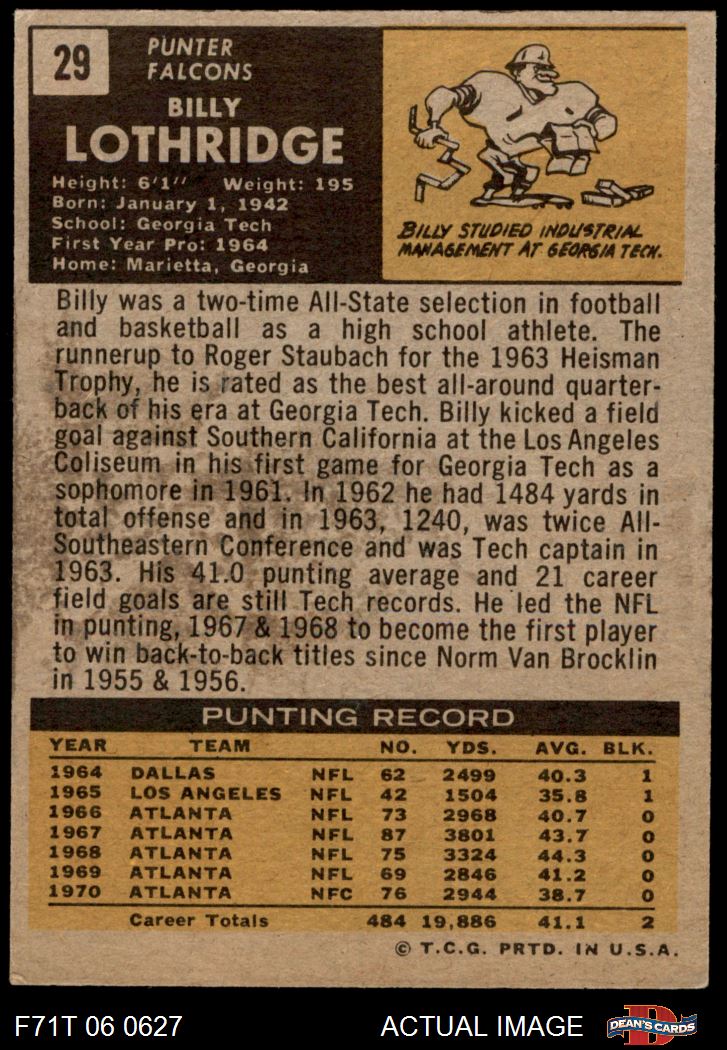 29
PUNTER
FALCONS
BILLY
LOTHRIDGE
Height: 6'1" Weight: 195
Born: January 1, 1942
School: Georgia Tech
First Year Pro: 1964
Home: Marietta, Georgia
BILLY STUDIED INDUSTRIAL
MANAGEMENT AT GEORGIA TECH.
Billy was a two-time All-State selection in football
and basketball as a high school athlete. The
runnerup to Roger Staubach for the 1963 Heisman
Trophy, he is rated as the best all-around quarter-
back of his era at Georgia Tech. Billy kicked a field
goal against Southern California at the Los Angeles
Coliseum in his first game for Georgia Tech as a
sophomore in 1961. In 1962 he had 1484 yards in
total offense and in 1963, 1240, was twice All-
Southeastern Conference and was Tech captain in
1963. His 41.0 punting average and 21 career
field goals are still Tech records. He led the NFL
in punting, 1967 & 1968 to become the first player
to win back-to-back titles since Norm Van Brocklin
in 1955 & 1956.
PUNTING RECORD
YEAR TEAM NO. YDS. AVG. BLK.
1964 DALLAS NFL 62 2499 40.3 1
1965 LOS ANGELES NFL 42 1504 35.8 1
1966 ATLANTA NFL 73 2968 40.7 0
1967 ATLANTA NFL 87 3801 43.7 0
1968 ATLANTA NFL 75 3324 44.3 0
1969 ATLANTA NFL 69 2846 41.2 0
1970 ATLANTA NFC 76 2944 38.7 0
Career Totals 484 19,886 41.1 2
© T.C.G. PRTD. IN U.S.A.
F71T 06 0627 ACTUAL IMAGE D DEAN'S CARDS